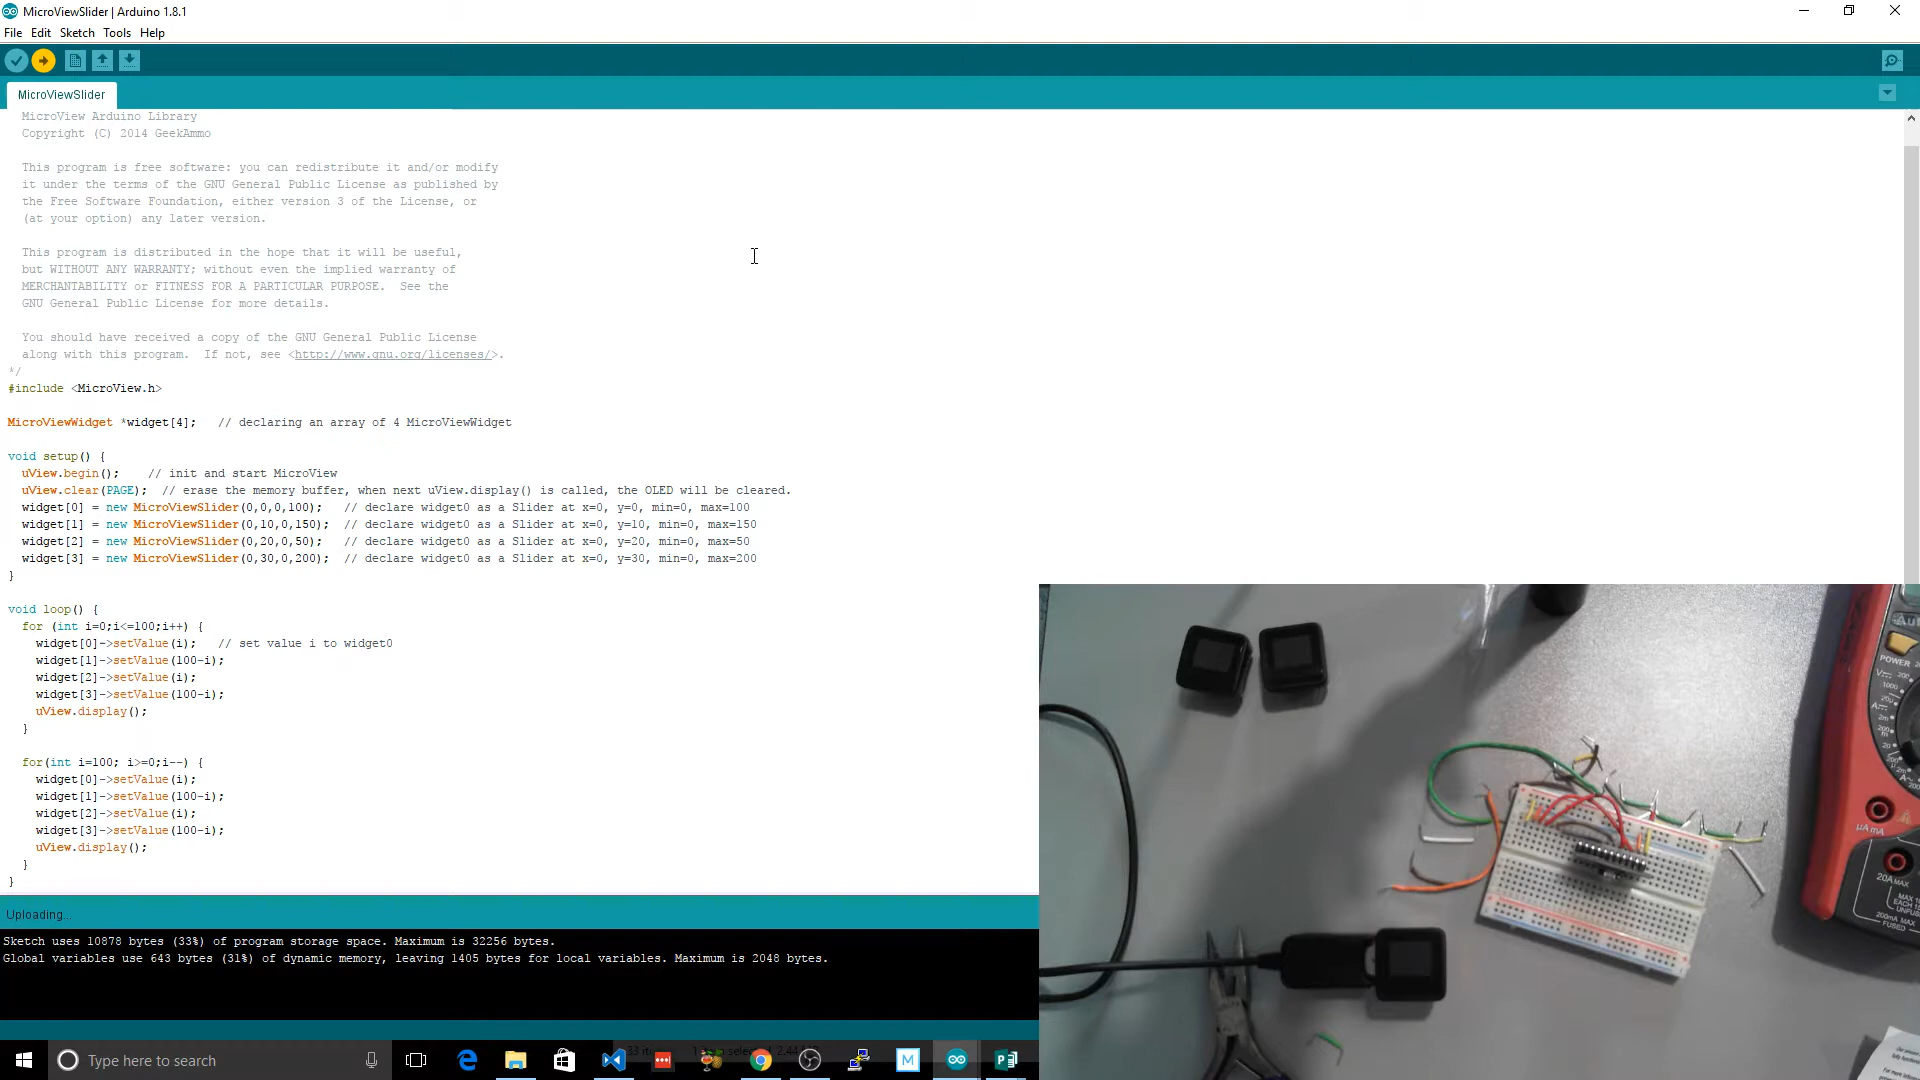 MicroViewSlider | Arduino 1.8.1
File Edit Sketch Tools Help
MicroViewSlider
MicroView Arduino Library
Copyright (C) 2014 GeekAmmo
This program is free software: you can redistribute it and/or modify
it under the terms of the GNU General Public License as published by
the Free Software Foundation, either version 3 of the License, or
(at your option) any later version.
This program is distributed in the hope that it will be useful,
but WITHOUT ANY WARRANTY; without even the implied warranty of
MERCHANTABILITY or FITNESS FOR A PARTICULAR PURPOSE.  See the
GNU General Public License for more details.
You should have received a copy of the GNU General Public License
along with this program.  If not, see <http://www.gnu.org/licenses/>.
*/
#include <MicroView.h>
MicroViewWidget *widget[4];   // declaring an array of 4 MicroViewWidget
void setup() {
uView.begin();    // init and start MicroView
uView.clear(PAGE);  // erase the memory buffer, when next uView.display() is called, the OLED will be cleared.
widget[0] = new MicroViewSlider(0,0,0,100);   // declare widget0 as a Slider at x=0, y=0, min=0, max=100
widget[1] = new MicroViewSlider(0,10,0,150);  // declare widget0 as a Slider at x=0, y=10, min=0, max=150
widget[2] = new MicroViewSlider(0,20,0,50);   // declare widget0 as a Slider at x=0, y=20, min=0, max=50
widget[3] = new MicroViewSlider(0,30,0,200);  // declare widget0 as a Slider at x=0, y=30, min=0, max=200
}
void loop() {
for (int i=0;i<=100;i++) {
widget[0]->setValue(i);   // set value i to widget0
widget[1]->setValue(100-i);
widget[2]->setValue(i);
widget[3]->setValue(100-i);
uView.display();
}
for(int i=100; i>=0;i--) {
widget[0]->setValue(i);
widget[1]->setValue(100-i);
widget[2]->setValue(i);
widget[3]->setValue(100-i);
uView.display();
}
}
Uploading...
Sketch uses 10878 bytes (33%) of program storage space. Maximum is 32256 bytes.
Global variables use 643 bytes (31%) of dynamic memory, leaving 1405 bytes for local variables. Maximum is 2048 bytes.
POWER
µA mA
20A MAX
Type here to search
M